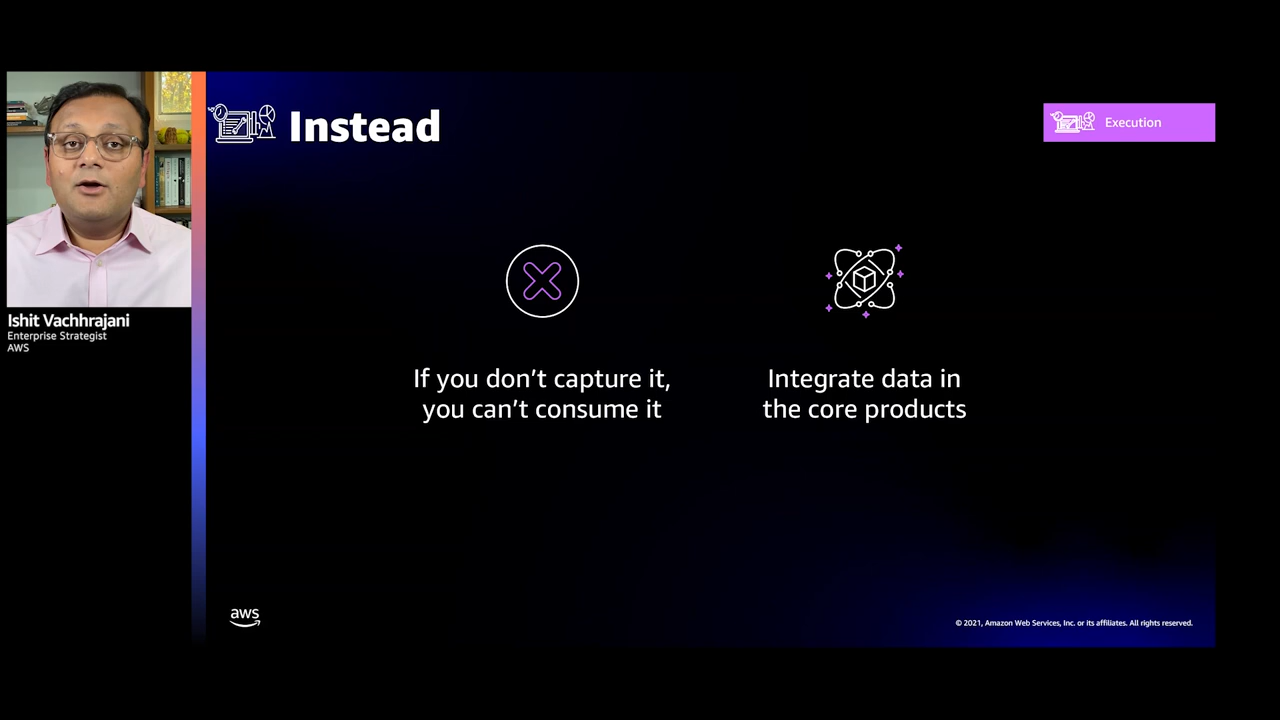 Instead
Execution
If you don't capture it,
you can't consume it
Integrate data in
the core products
Ishit Vachhrajani
Enterprise Strategist
AWS
aws
© 2021, Amazon Web Services, Inc. or its affiliates. All rights reserved.